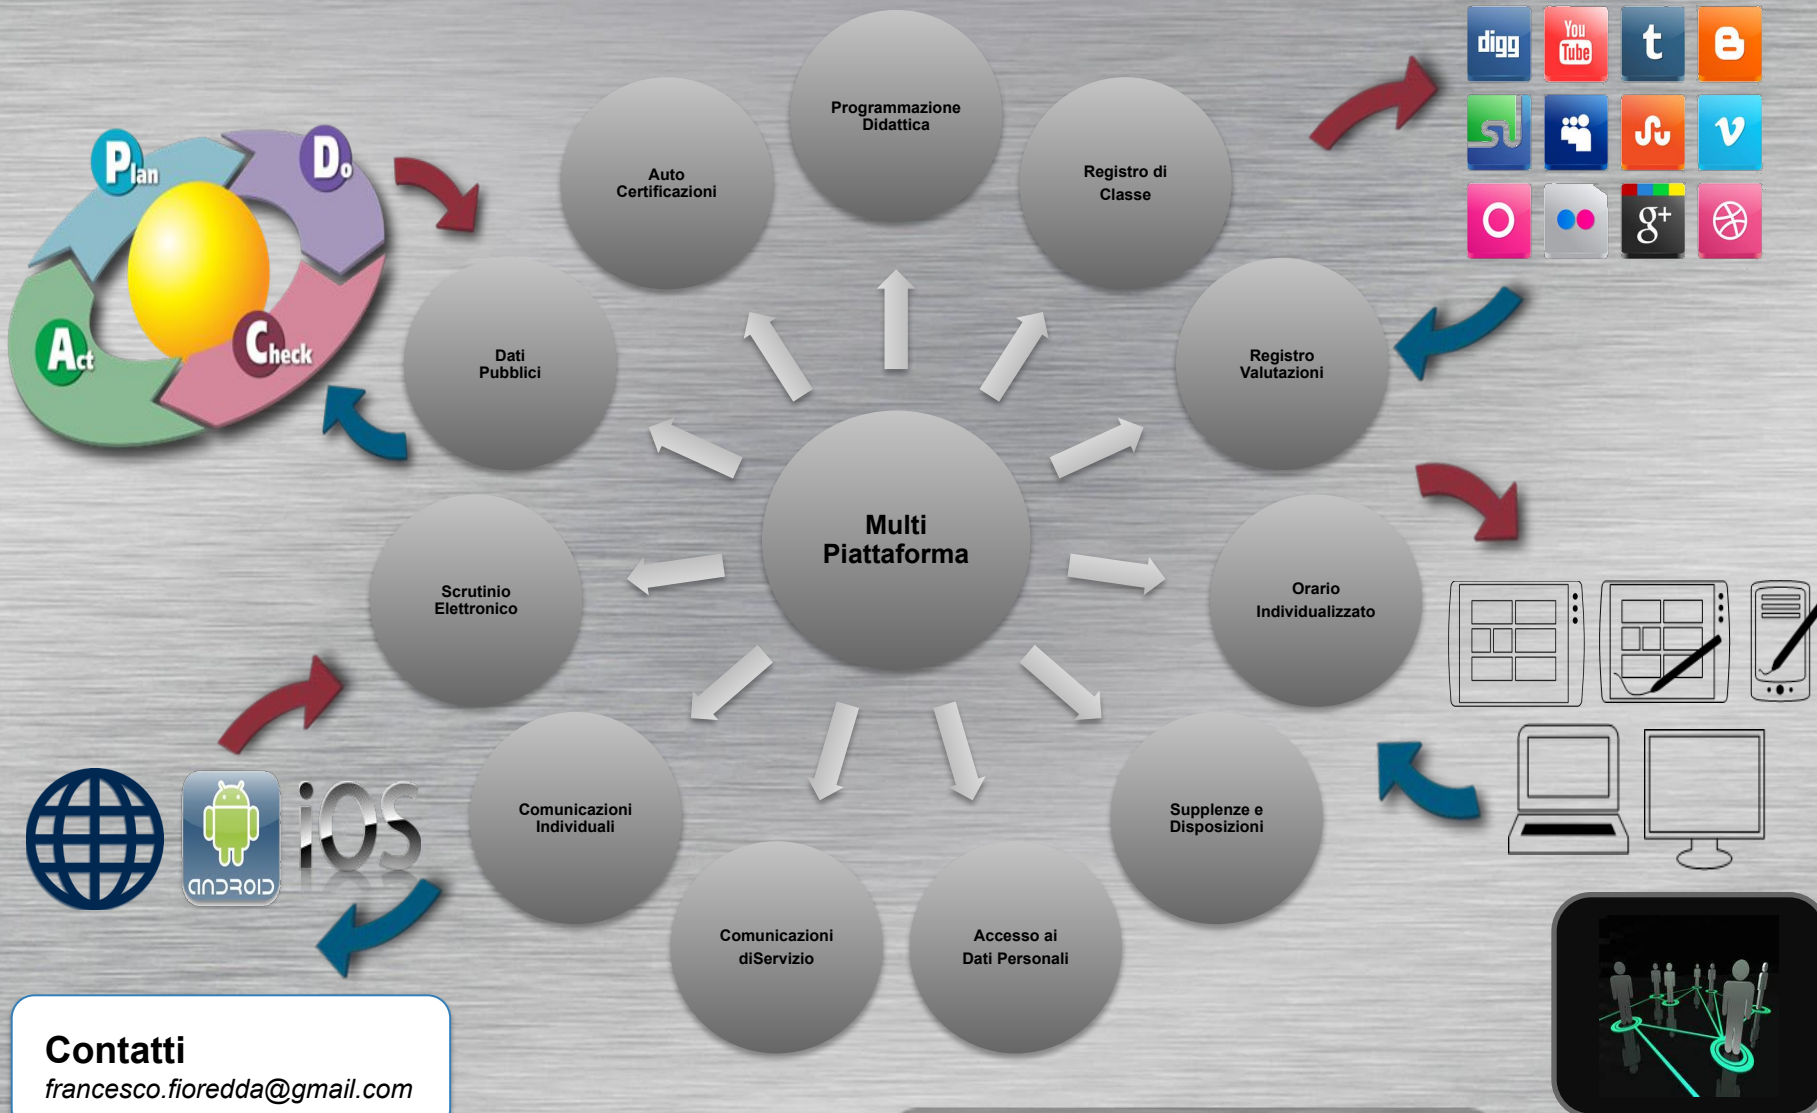 Programmazione
Didattica
Auto
Certificazioni
Registro di
Classe
Dati
Pubblici
Registro
Valutazioni
Multi
Piattaforma
Scrutinio
Elettronico
Orario
Individualizzato
Comunicazioni
Individuali
Supplenze e
Disposizioni
Comunicazioni
diServizio
Accesso ai
Dati Personali
Plan
Do
Check
Act
digg
You
Tube
t
B
su
v
g+
ANDROID
iOS
Contatti
francesco.fioredda@gmail.com